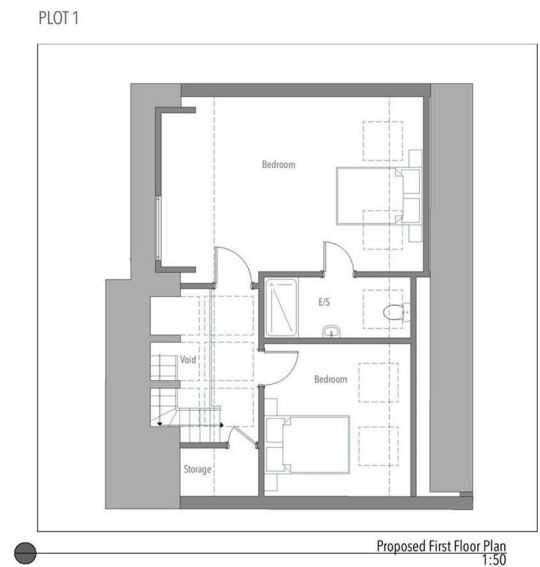 PLOT 1
Bedroom
E/S
Void
Bedroom
Storage
Proposed First Floor Plan
1:50